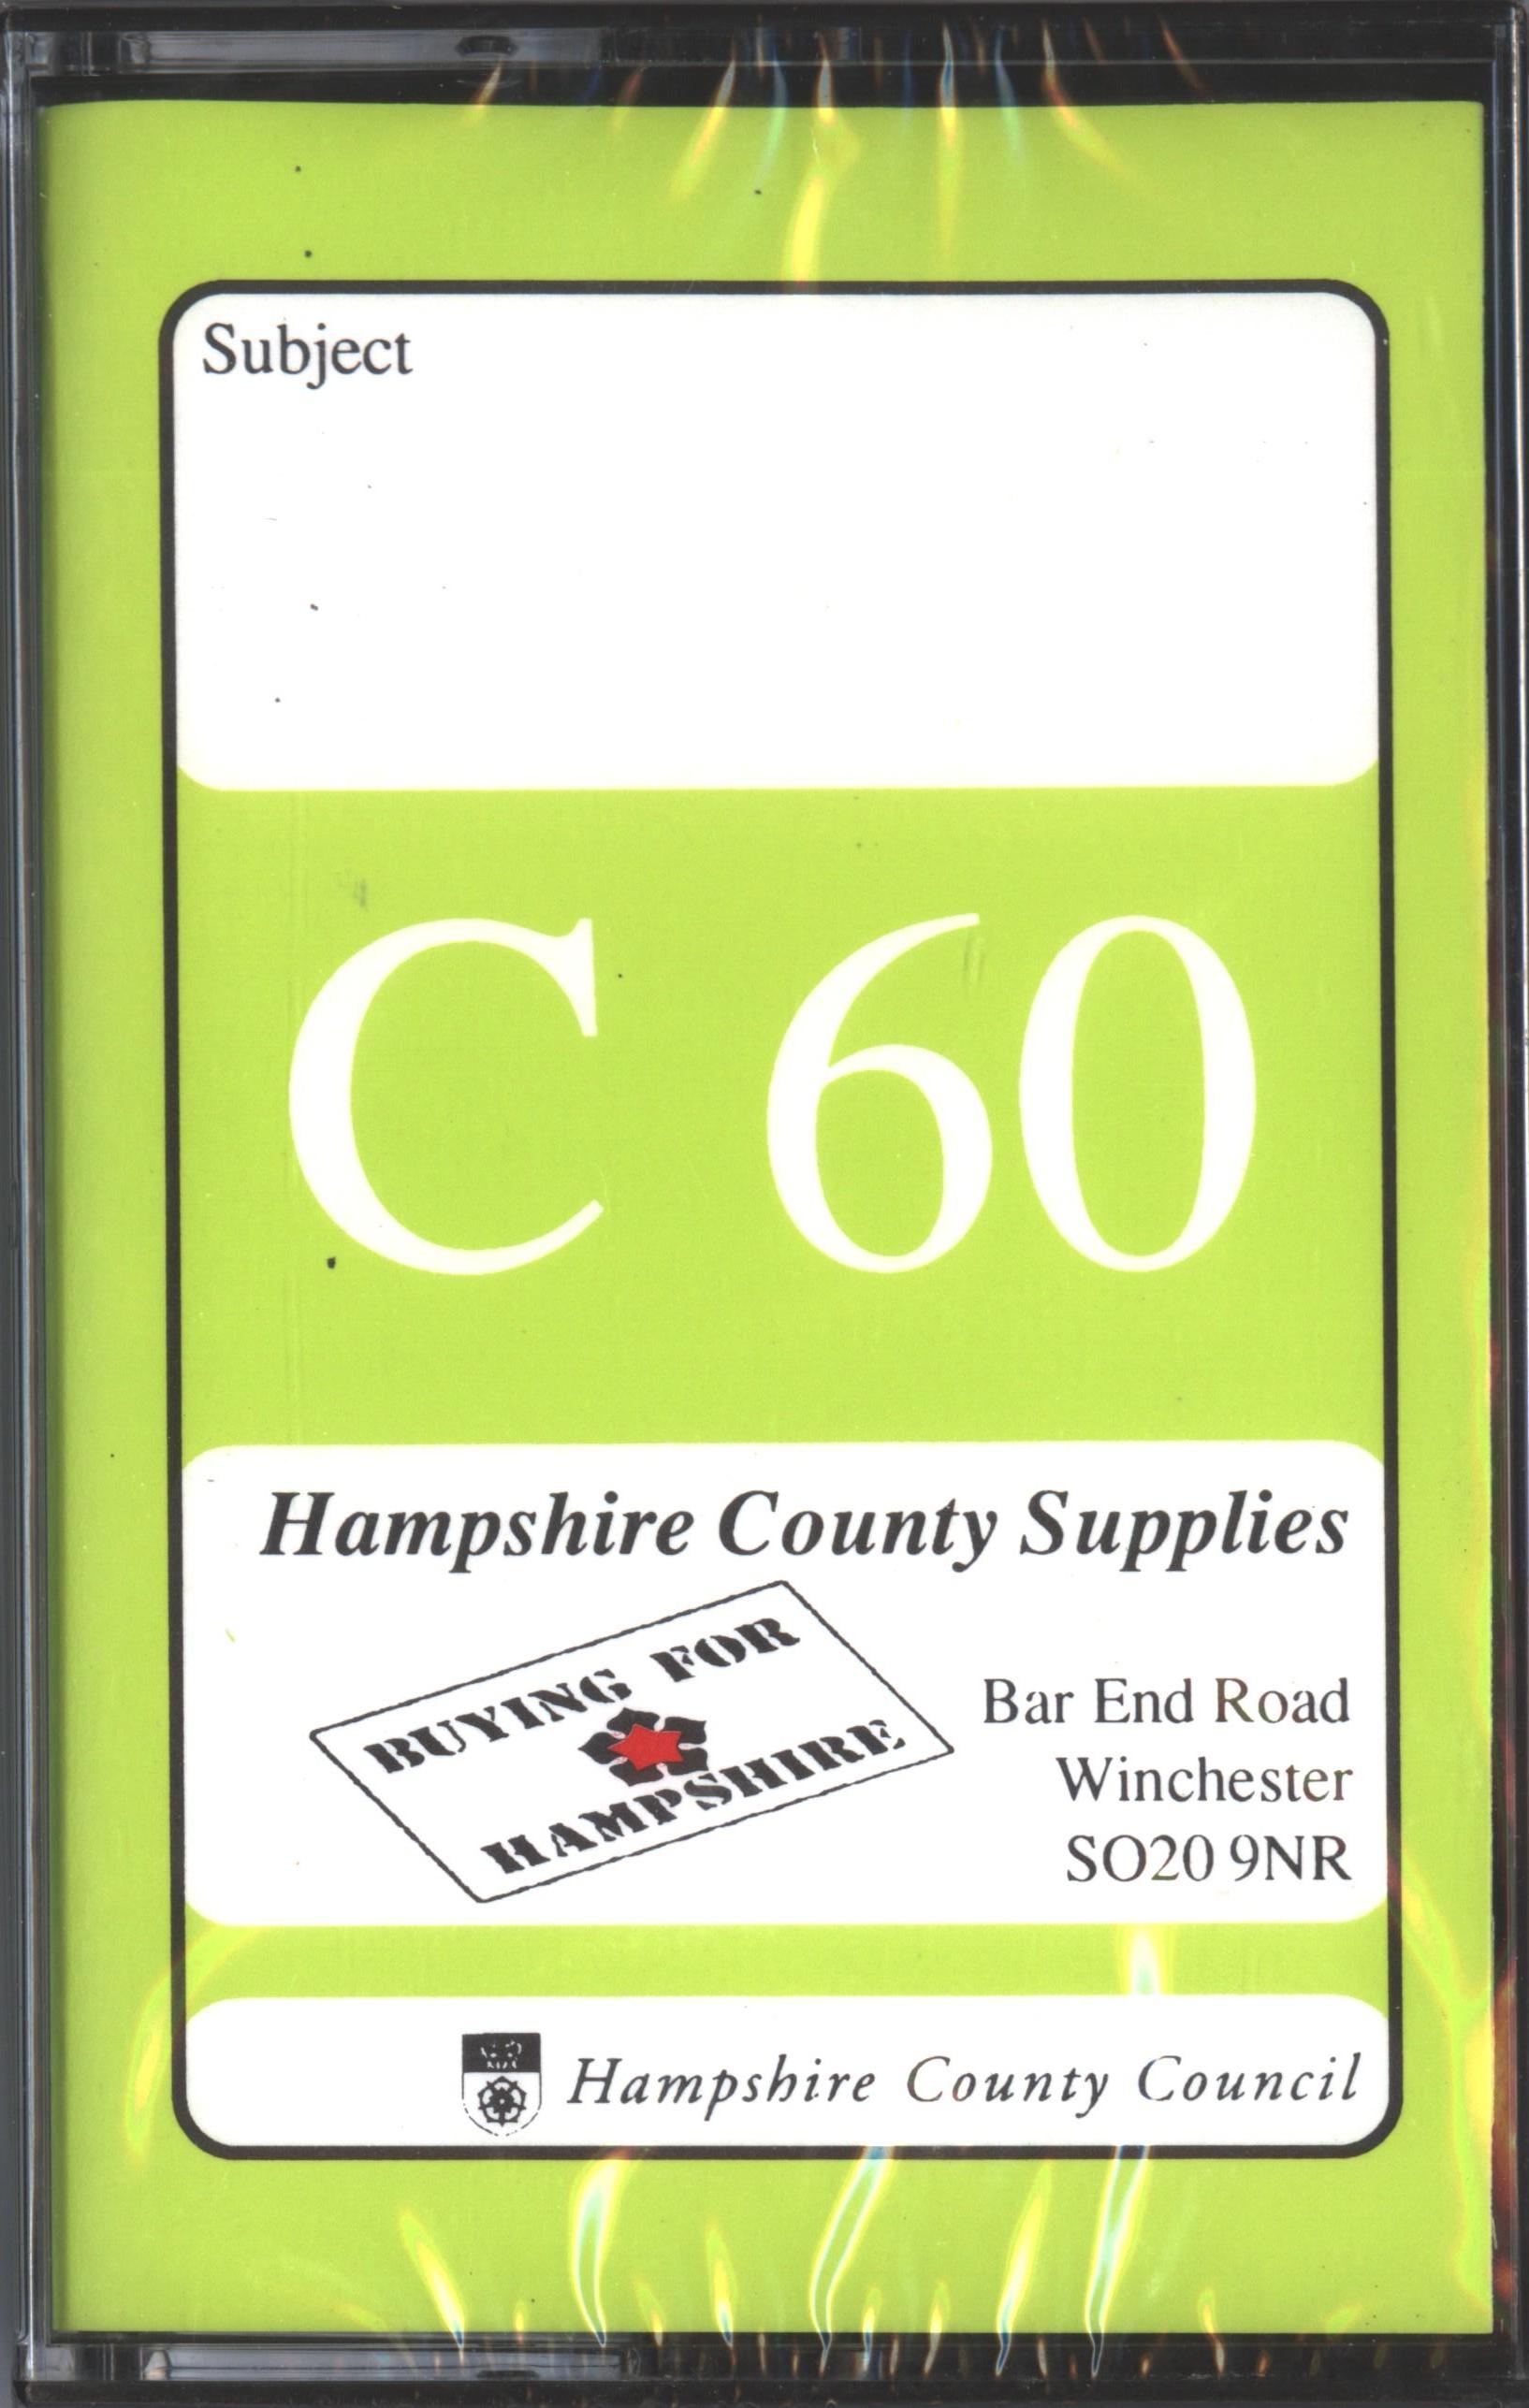 Subject
C 60
Hampshire County Supplies
BUYING FOR
HAMPSHIRE
Bar End Road
Winchester
SO20 9NR
Hampshire County Council